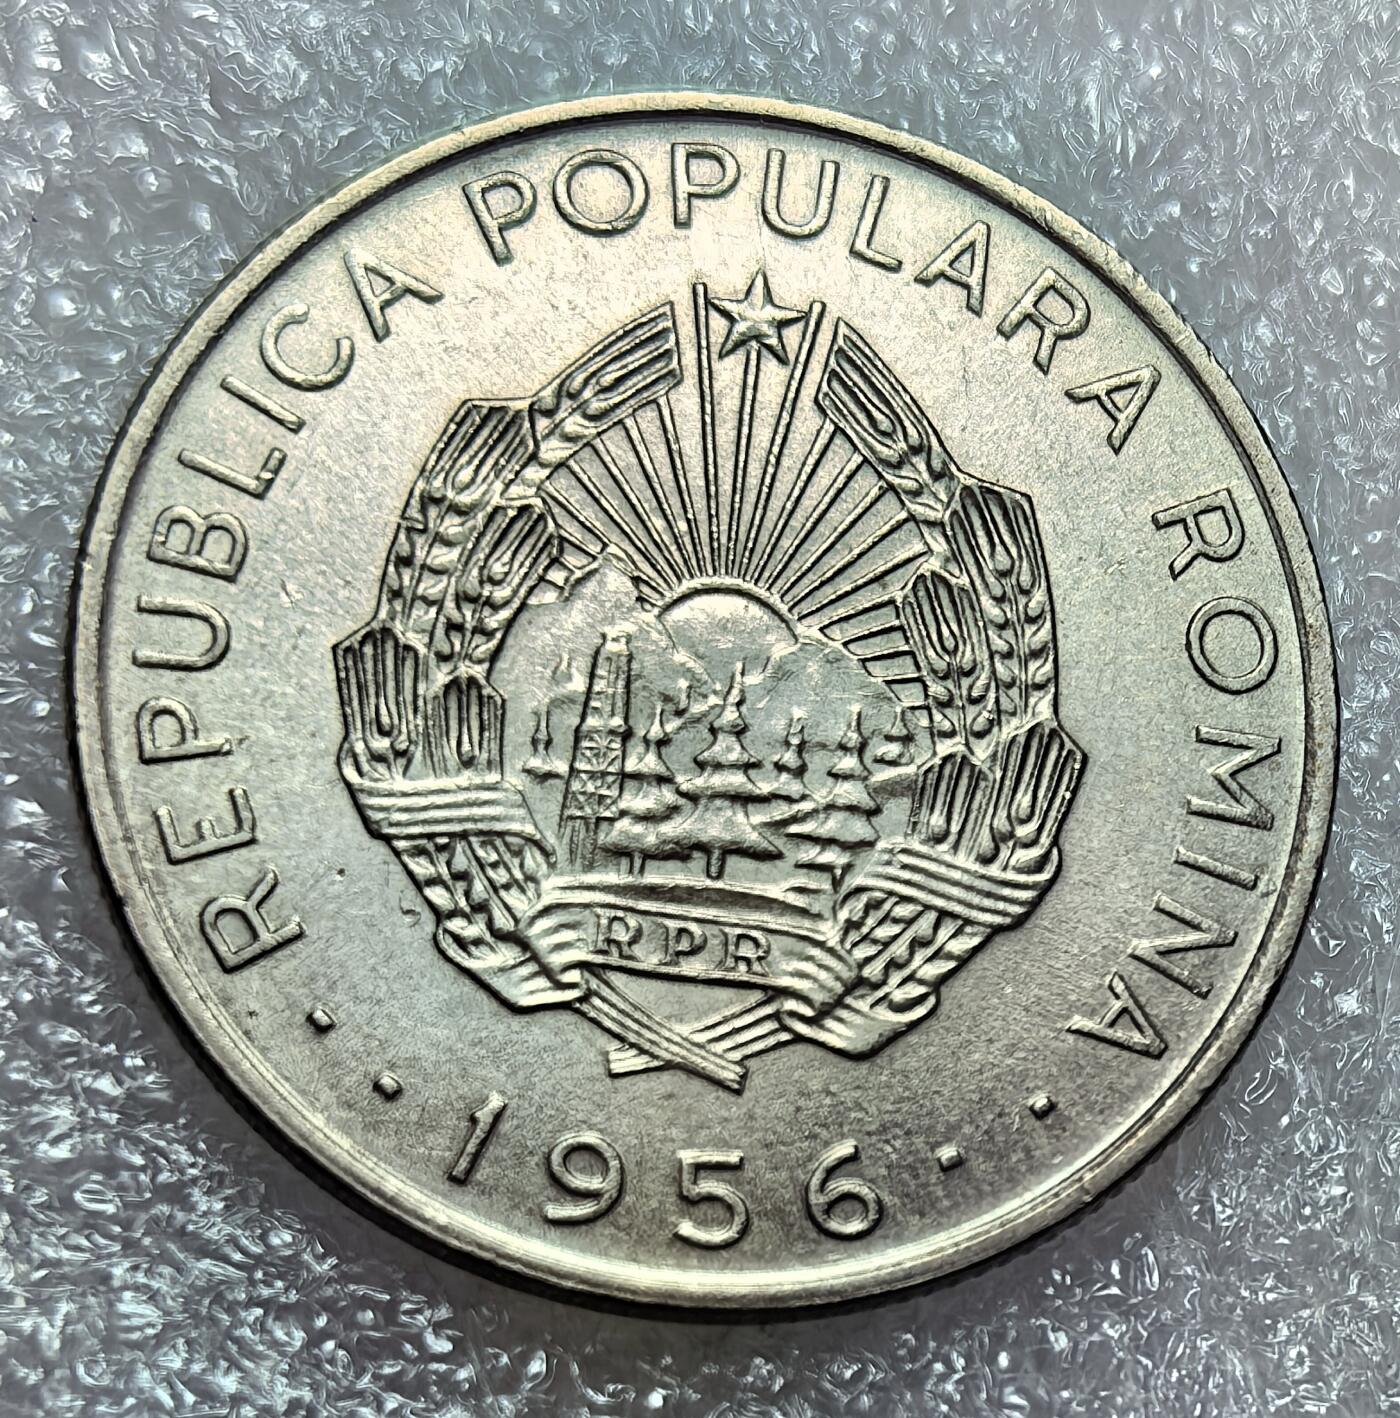 REPUBLICA POPULARA ROMINA
RPR
· · 1956 · ·